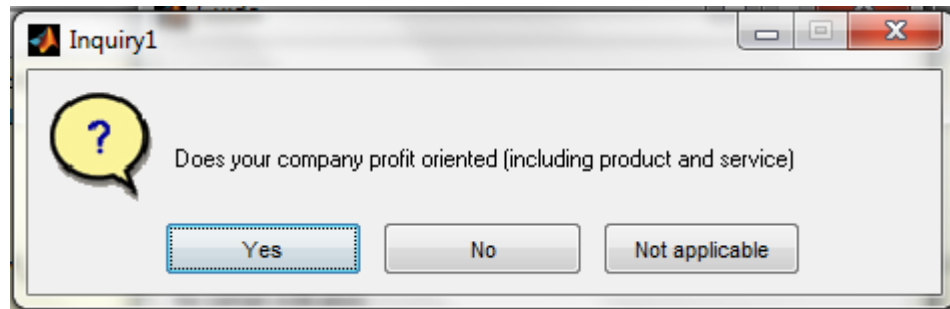 Inquiry1
?
Does your company profit oriented (including product and service)
Yes No Not applicable